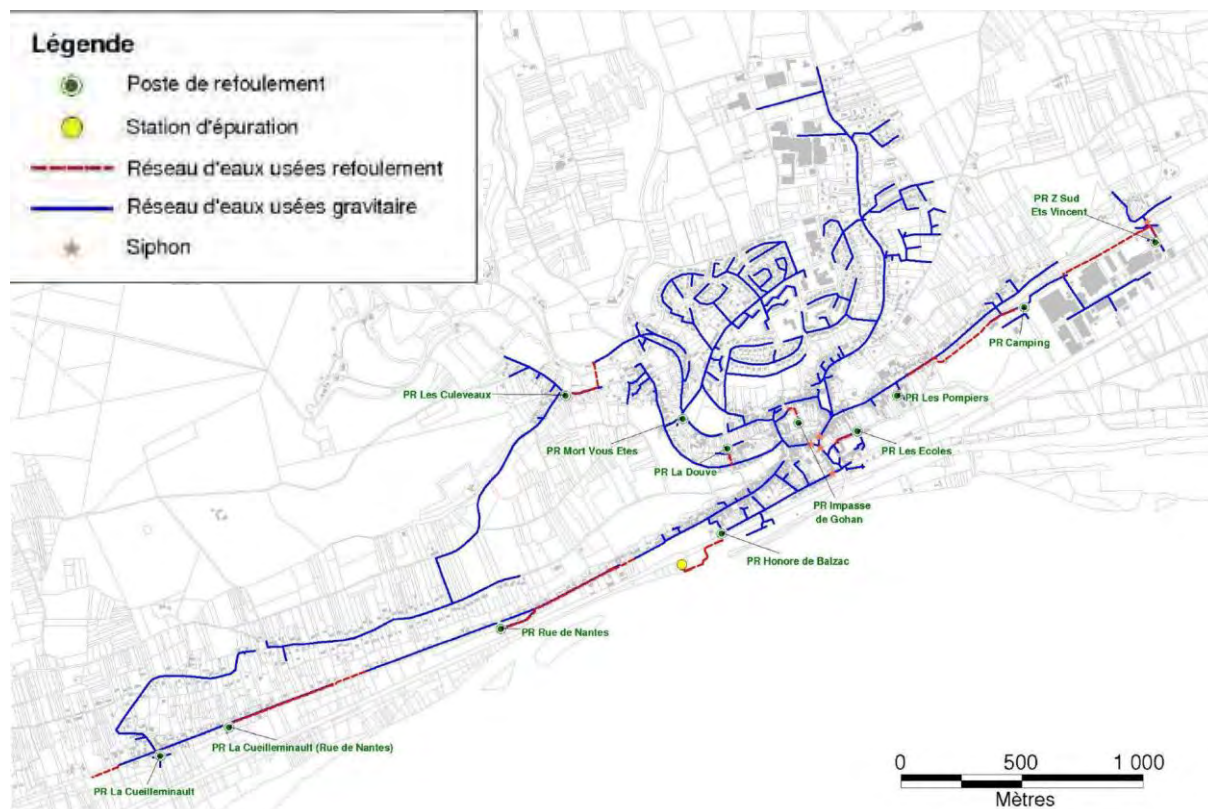 Légende
Poste de refoulement
Station d'épuration
Réseau d'eaux usées refoulement
Réseau d'eaux usées gravitaire
Siphon
PR Z Sud
Ets Vincent
PR Camping
PR Les Culeveaux
PR Les Pompiers
PR Mort Vous Etes
PR Les Ecoles
PR La Douve
PR Impasse
de Gohan
PR Honore de Balzac
PR Rue de Nantes
PR La Cueilleminault (Rue de Nantes)
PR La Cueilleminault
0 500 1 000
Mètres